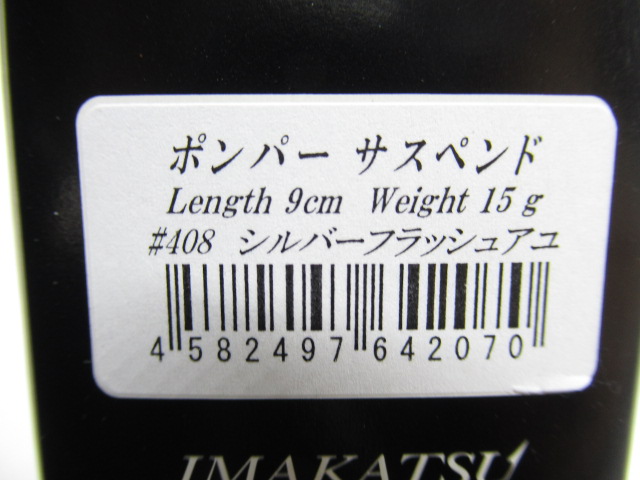 ポンパー サスペンド
Length 9cm Weight 15 g
#408 シルバーフラッシュアユ
4 582497 642070
IMAKATSU